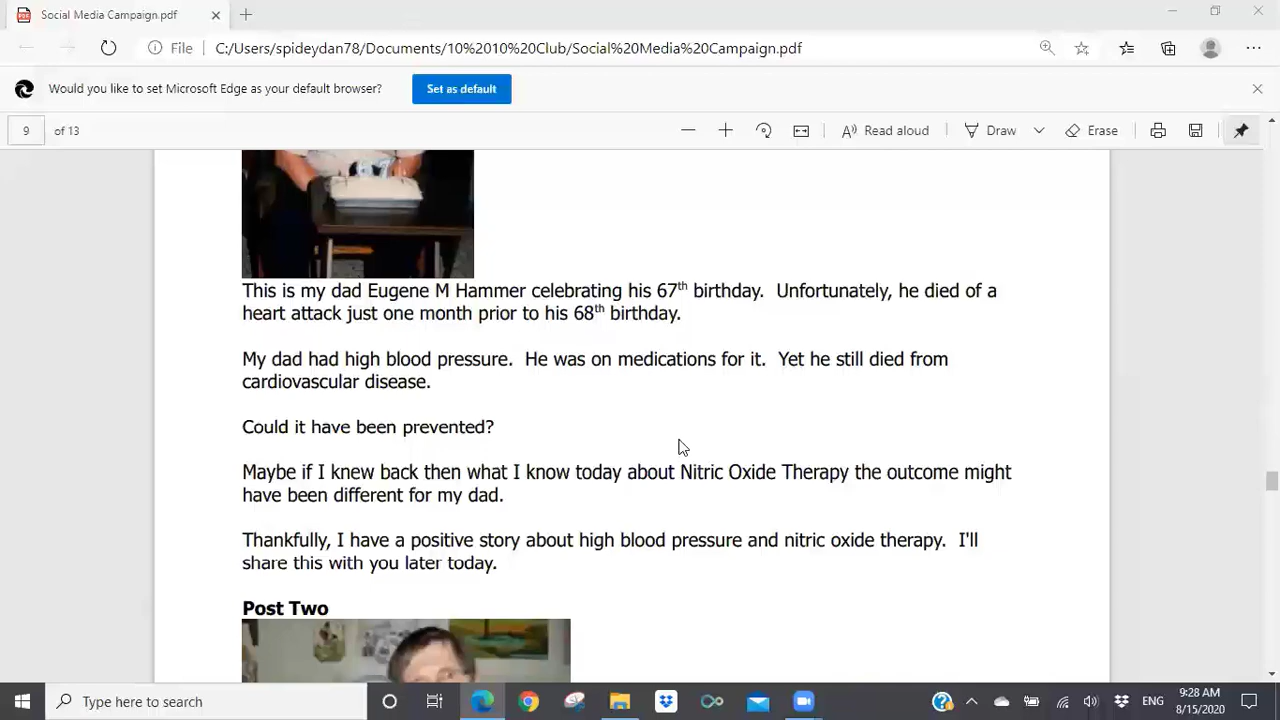 Social Media Campaign.pdf
File
C:/Users/spideydan78/Documents/10%2010%20Club/Social%20Media%20Campaign.pdf
Would you like to set Microsoft Edge as your default browser?
Set as default
9 of 13
Read aloud
Draw
Erase
This is my dad Eugene M Hammer celebrating his 67th birthday. Unfortunately, he died of a
heart attack just one month prior to his 68th birthday.
My dad had high blood pressure. He was on medications for it. Yet he still died from
cardiovascular disease.
Could it have been prevented?
Maybe if I knew back then what I know today about Nitric Oxide Therapy the outcome might
have been different for my dad.
Thankfully, I have a positive story about high blood pressure and nitric oxide therapy. I'll
share this with you later today.
Post Two
Type here to search
ENG
9:28 AM
8/15/2020